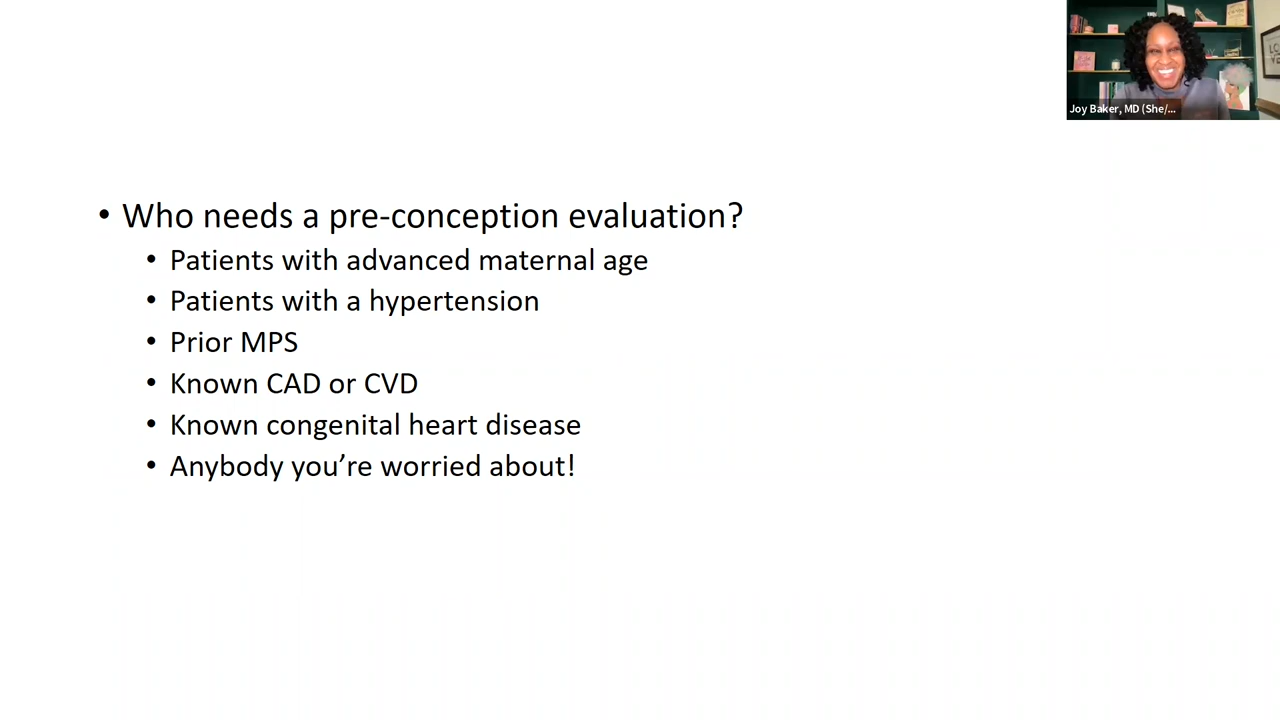 Joy Baker, MD (She/...
• Who needs a pre-conception evaluation?
• Patients with advanced maternal age
• Patients with a hypertension
• Prior MPS
• Known CAD or CVD
• Known congenital heart disease
• Anybody you’re worried about!